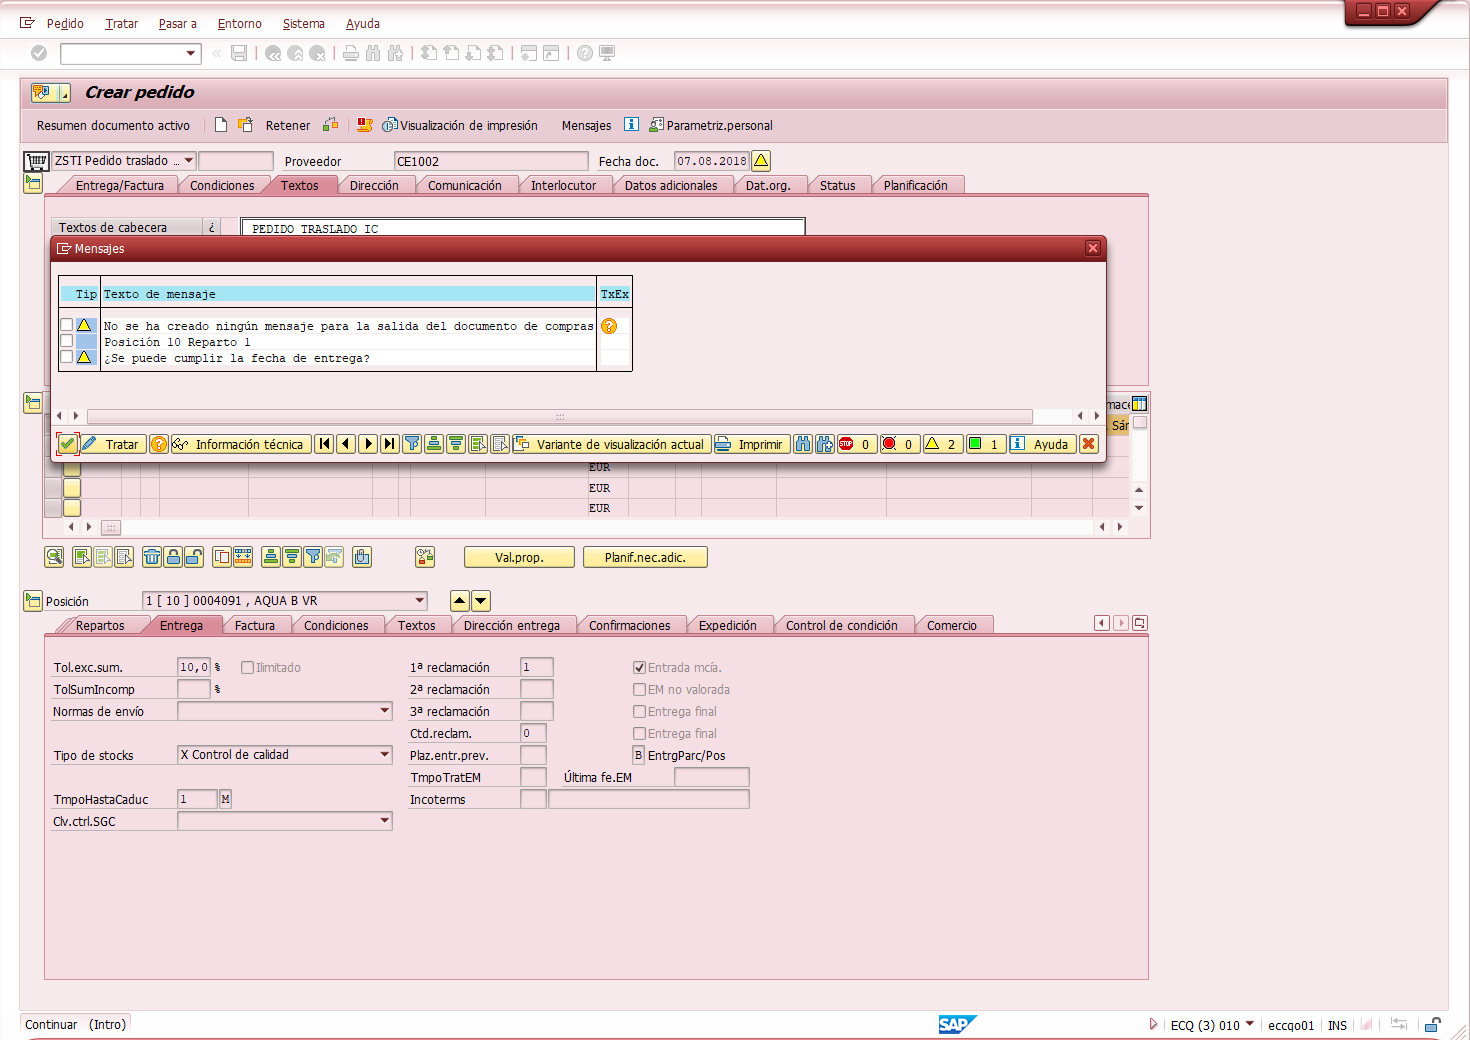 Pedido Tratar Pasar a Entorno Sistema Ayuda
Crear pedido
Resumen documento activo Retener Visualización de impresión Mensajes Parametriz.personal
ZSTI Pedido traslado ... Proveedor CE1002 Fecha doc. 07.08.2018
Entrega/Factura Condiciones Textos Dirección Comunicación Interlocutor Datos adicionales Dat.org. Status Planificación
Textos de cabecera ¿ PEDIDO TRASLADO IC
Mensajes
Tip Texto de mensaje TxEx
No se ha creado ningún mensaje para la salida del documento de compras
Posición 10 Reparto 1
¿Se puede cumplir la fecha de entrega?
mace
Sár
Tratar Información técnica Variante de visualización actual Imprimir STOP 0 0 2 1 Ayuda
EUR
EUR
EUR
Val.prop. Planif.nec.adic.
Posición 1 [ 10 ] 0004091 , AQUA B VR
Repartos Entrega Factura Condiciones Textos Dirección entrega Confirmaciones Expedición Control de condición Comercio
Tol.exc.sum. 10,0 % Ilimitado 1ª reclamación 1 Entrada mcía.
TolSumIncomp % 2ª reclamación EM no valorada
Normas de envío 3ª reclamación Entrega final
Ctd.reclam. 0 Entrega final
Tipo de stocks X Control de calidad Plaz.entr.prev. B EntrgParc/Pos
TmpoTratEM Última fe.EM
TmpoHastaCaduc 1 M Incoterms
Clv.ctrl.SGC
Continuar (Intro) SAP ECQ (3) 010 eccqo01 INS